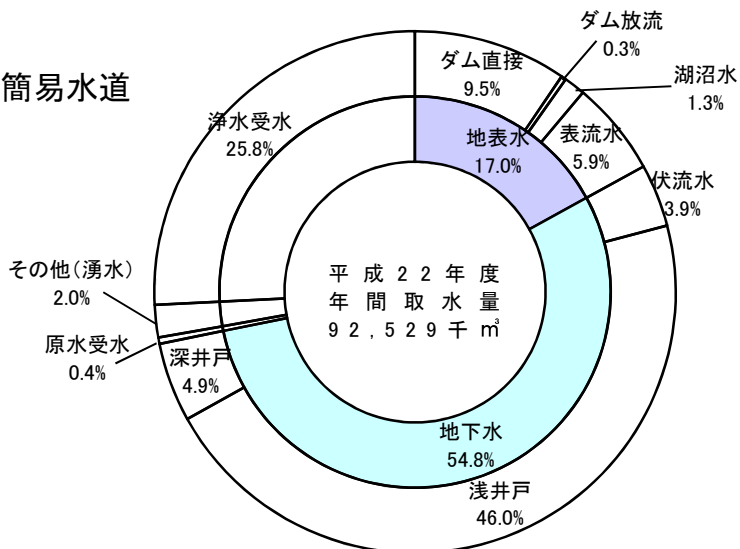 簡易水道
ダム放流
0.3%
ダム直接
9.5%
湖沼水
1.3%
浄水受水
25.8%
地表水
17.0%
表流水
5.9%
伏流水
3.9%
その他(湧水)
2.0%
平成22年度
年間取水量
92,529千㎥
原水受水
0.4%
深井戸
4.9%
地下水
54.8%
浅井戸
46.0%